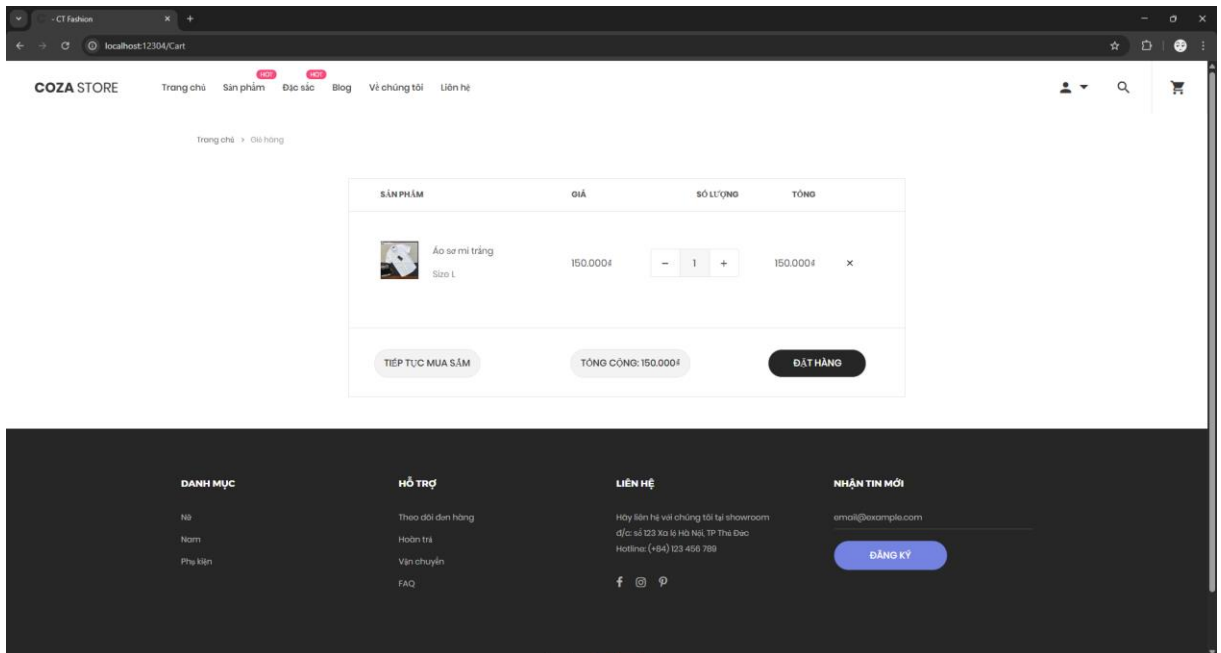 - CT Fashion
localhost:12304/Cart
COZA STORE
Trang chủ
Sản phẩm
HOT
Đặc sắc
HOT
Blog
Về chúng tôi
Liên hệ
Trang chủ > Giỏ hàng
SẢN PHẨM GIÁ SỐ LƯỢNG TỔNG
Áo sơ mi trắng
Size L
150.000₫ − 1 + 150.000₫ ×
TIẾP TỤC MUA SẮM TỔNG CỘNG: 150.000₫ ĐẶT HÀNG
DANH MỤC
Nữ
Nam
Phụ kiện
HỖ TRỢ
Theo dõi đơn hàng
Hoàn trả
Vận chuyển
FAQ
LIÊN HỆ
Hãy liên hệ với chúng tôi tại showroom
đ/c: số 123 Xa lộ Hà Nội, TP Thủ Đức
Hotline: (+84) 123 456 789
NHẬN TIN MỚI
email@example.com
ĐĂNG KÝ